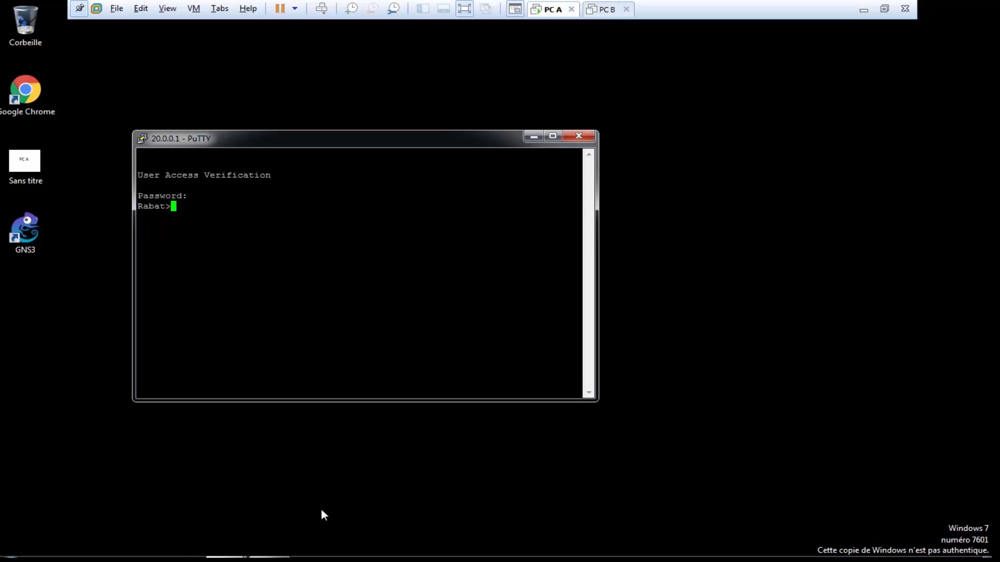 File Edit View VM Tabs Help PC A PC B
Corbeille
Google Chrome
PC A
Sans titre
GNS3
20.0.0.1 - PuTTY
User Access Verification
Password:
Rabat>
Windows 7
numéro 7601
Cette copie de Windows n'est pas authentique.